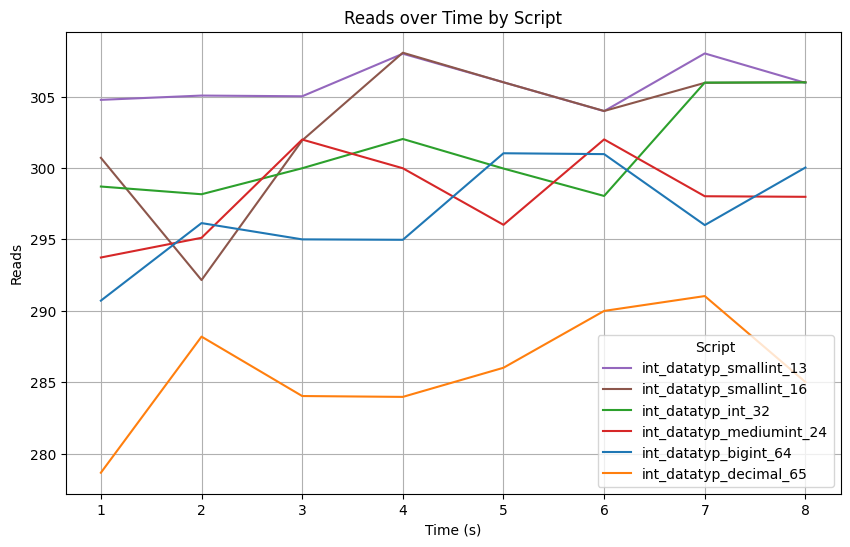 Reads over Time by Script
Reads
305
300
295
290
285
280
1 2 3 4 5 6 7 8
Time (s)
Script
int_datatyp_smallint_13
int_datatyp_smallint_16
int_datatyp_int_32
int_datatyp_mediumint_24
int_datatyp_bigint_64
int_datatyp_decimal_65